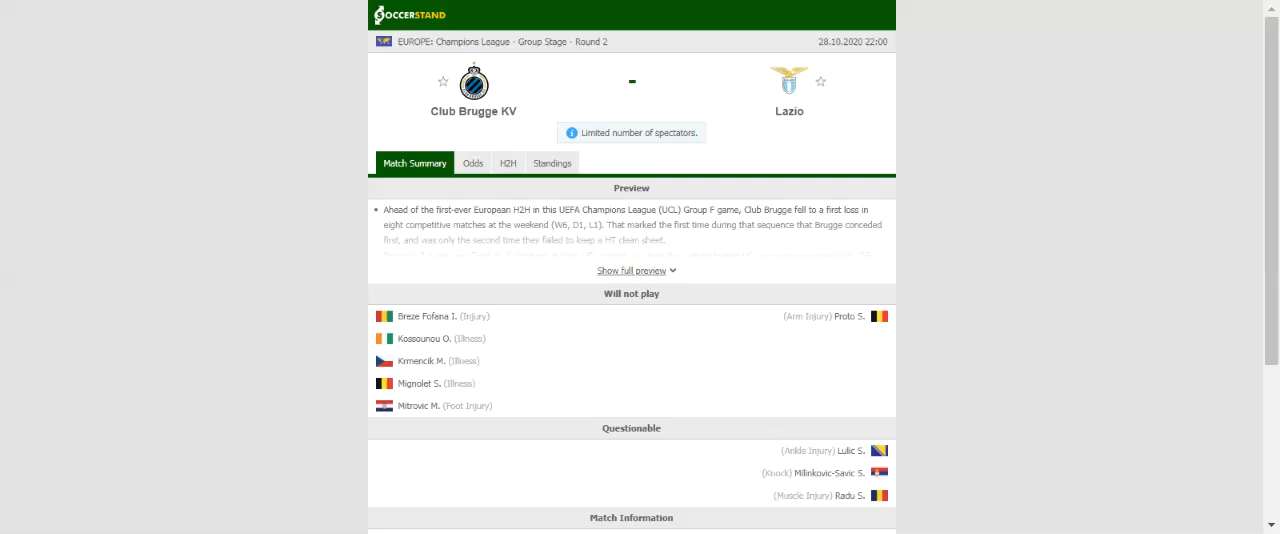 SOCCERSTAND
EUROPE: Champions League - Group Stage - Round 2 28.10.2020 22:00
-
Club Brugge KV Lazio
Limited number of spectators.
Match Summary Odds H2H Standings
Preview
Ahead of the first-ever European H2H in this UEFA Champions League (UCL) Group F game, Club Brugge fell to a first loss in
eight competitive matches at the weekend (W6, D1, L1). That marked the first time during that sequence that Brugge conceded
first, and was only the second time they failed to keep a HT clean sheet.
Show full preview
Will not play
Breze Fofana I. (Injury) (Arm Injury) Proto S.
Kossounou O. (Illness)
Krmencik M. (Illness)
Mignolet S. (Illness)
Mitrovic M. (Foot Injury)
Questionable
(Ankle Injury) Lulic S.
(Knock) Milinkovic-Savic S.
(Muscle Injury) Radu S.
Match Information